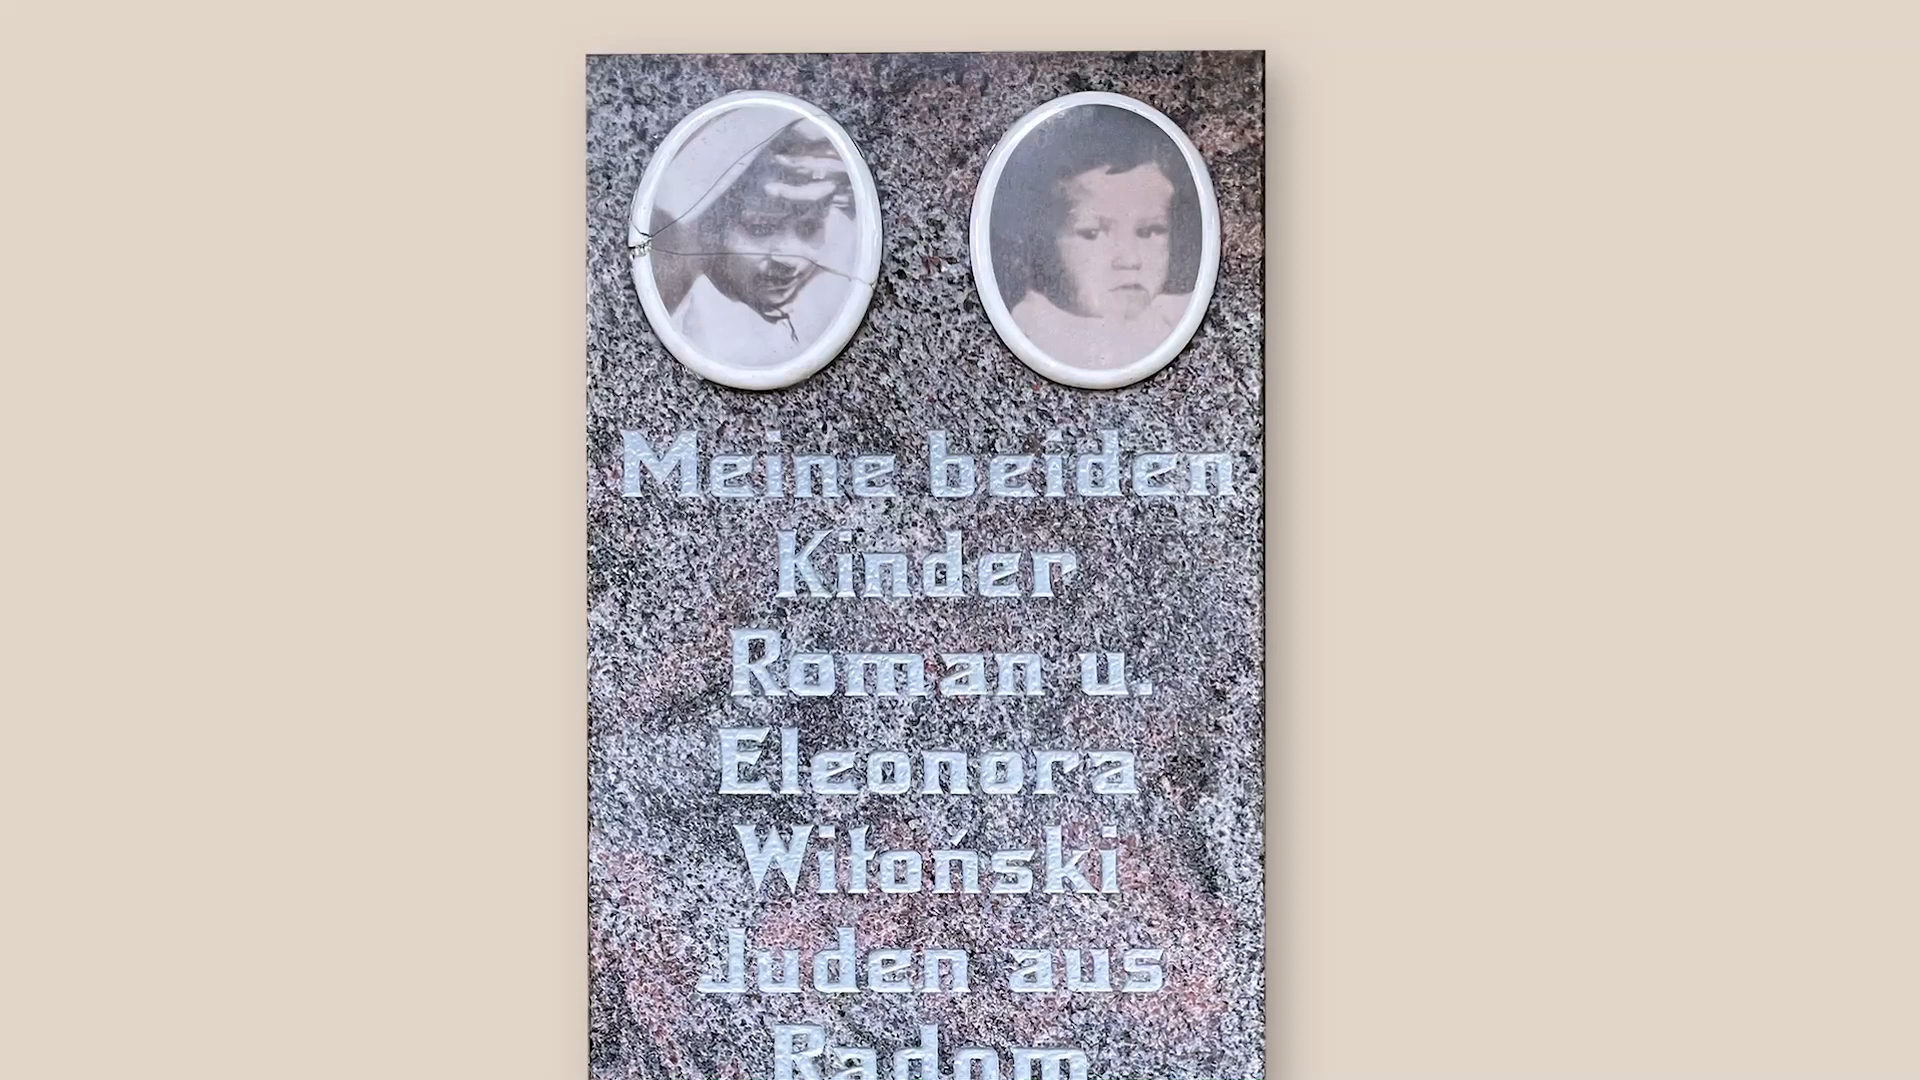 Meine beiden
Kinder
Roman u.
Eleonora
Witoński
Juden aus
Radom